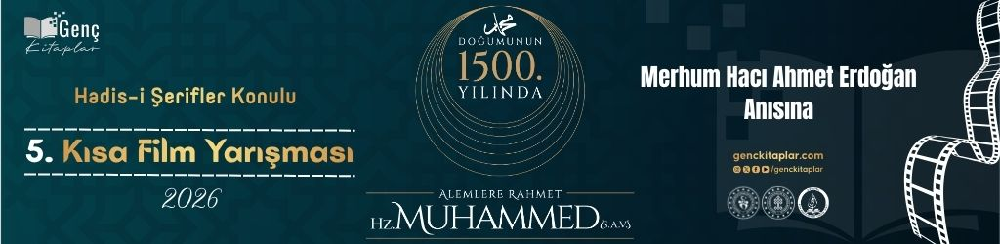 Genç
Kitaplar
Hadis-i Şerifler Konulu
5. Kısa Film Yarışması
2026
محمد
DOĞUMUNUN
1500.
YILINDA
ALEMLERE RAHMET
HZ. MUHAMMED (S.A.V)
Merhum Hacı Ahmet Erdoğan
Anısına
genckitaplar.com
/genckitaplar